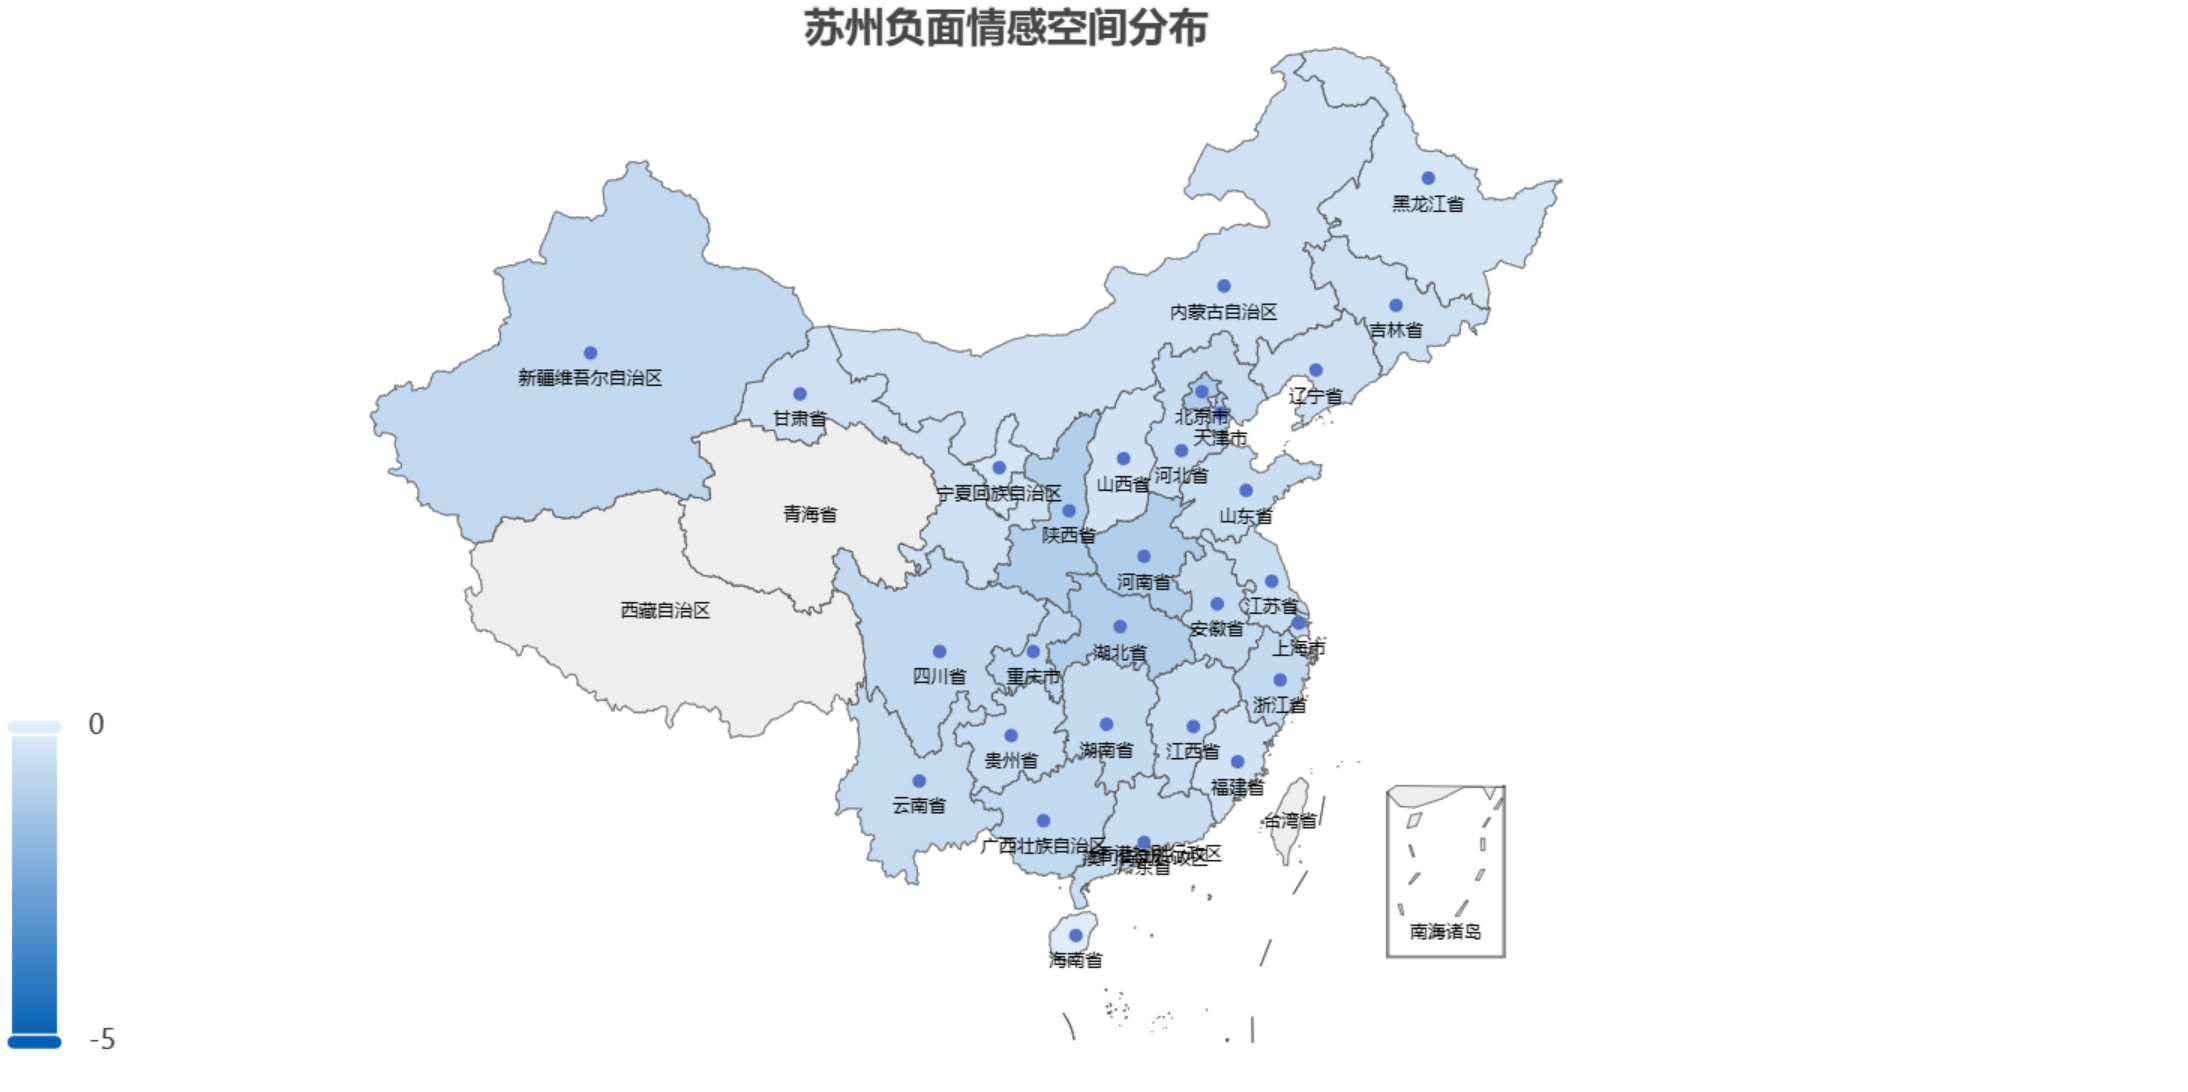 苏州负面情感空间分布
黑龙江省
内蒙古自治区
吉林省
新疆维吾尔自治区
辽宁省
甘肃省
北京市
天津市
河北省
山西省
宁夏回族自治区
青海省
山东省
陕西省
河南省
江苏省
西藏自治区
安徽省
上海市
湖北省
四川省
重庆市
浙江省
0
湖南省
江西省
贵州省
福建省
云南省
台湾省
广西壮族自治区
广东省
南海诸岛
海南省
-5